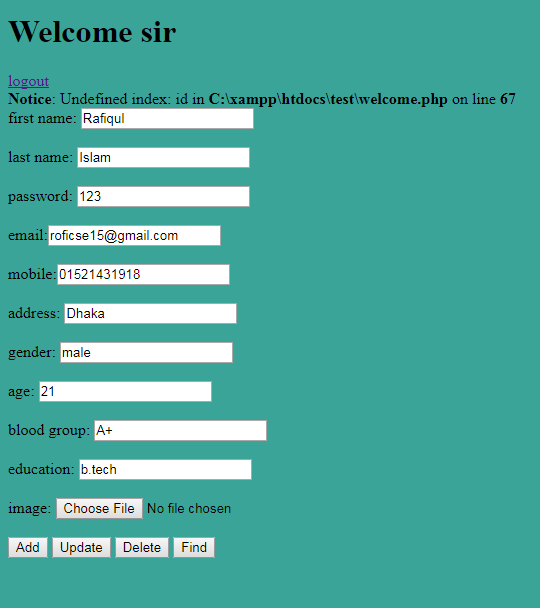 Welcome sir
logout
Notice: Undefined index: id in C:\xampp\htdocs\test\welcome.php on line 67
first name: Rafiqul
last name: Islam
password: 123
email: roficse15@gmail.com
mobile: 01521431918
address: Dhaka
gender: male
age: 21
blood group: A+
education: b.tech
image: Choose File No file chosen
Add Update Delete Find